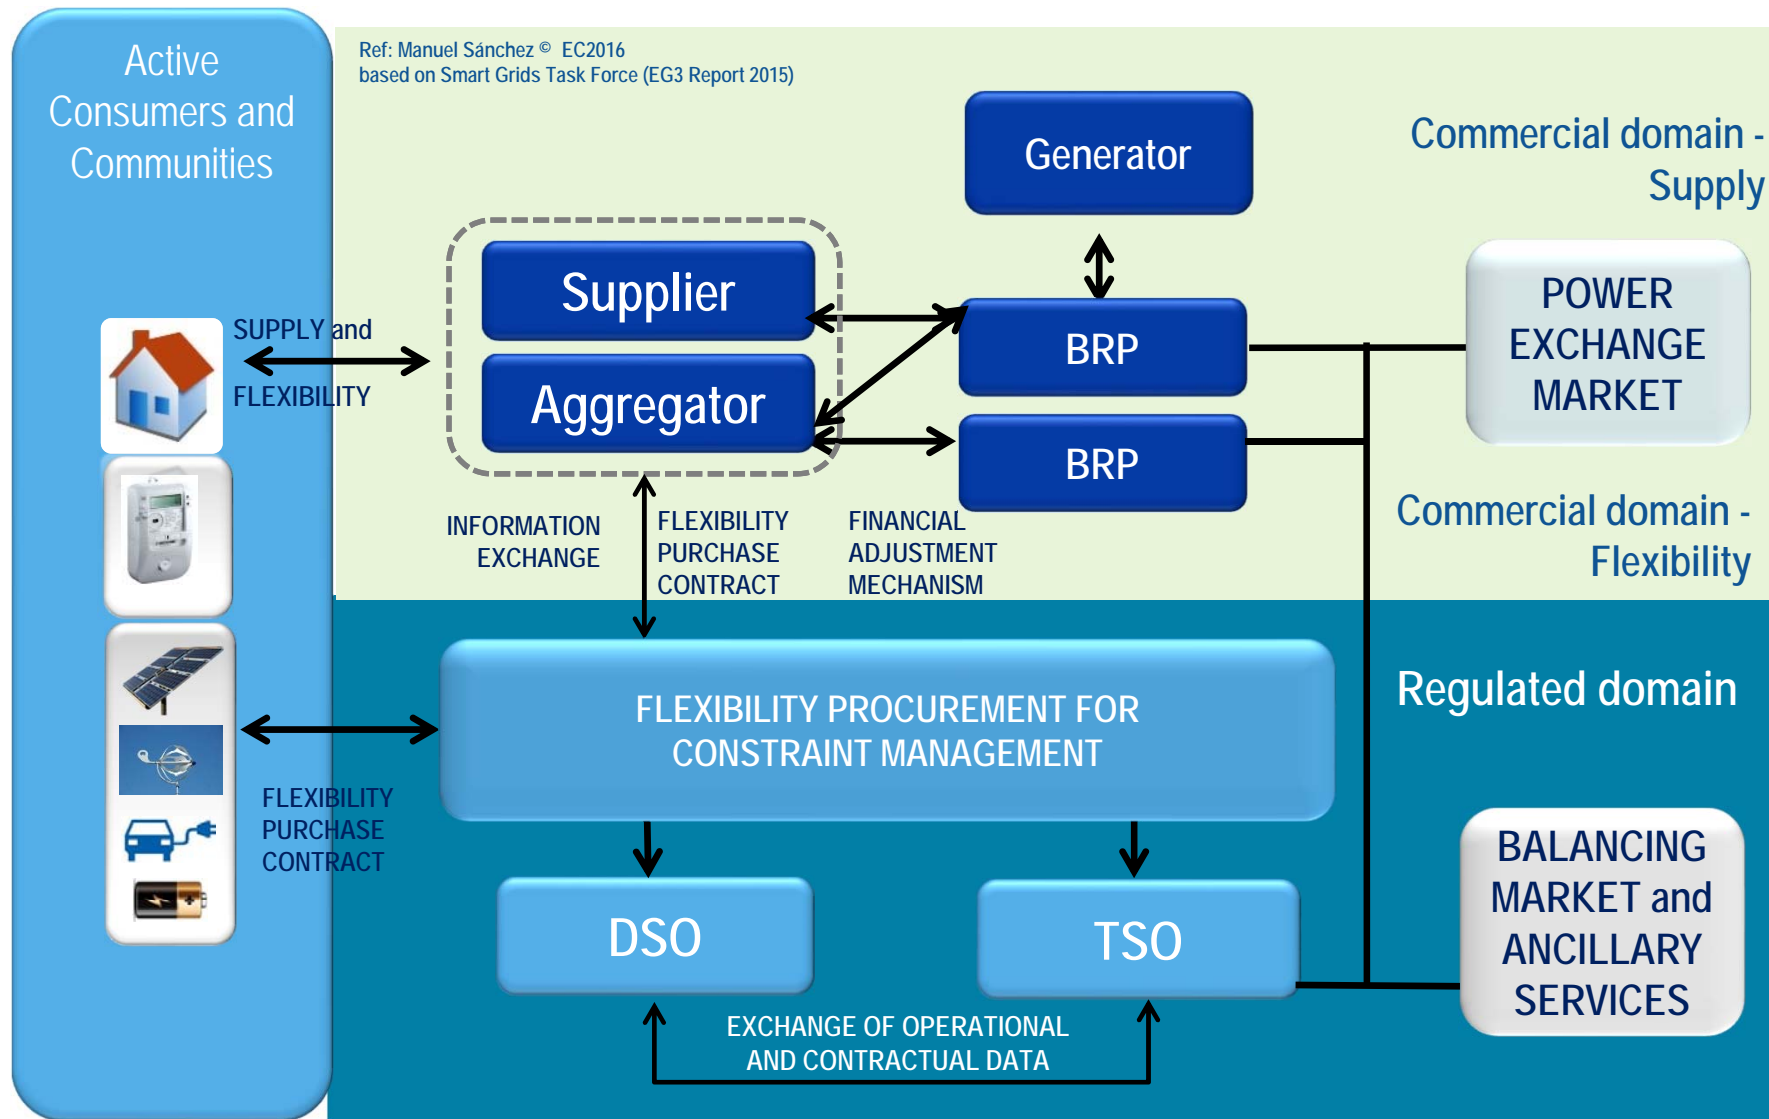 Active
Consumers and
Communities
Ref: Manuel Sánchez © EC2016
based on Smart Grids Task Force (EG3 Report 2015)
Generator
Commercial domain -
Supply
Supplier
Aggregator
BRP
BRP
POWER
EXCHANGE
MARKET
SUPPLY and
FLEXIBILITY
INFORMATION
EXCHANGE
FLEXIBILITY
PURCHASE
CONTRACT
FINANCIAL
ADJUSTMENT
MECHANISM
Commercial domain -
Flexibility
FLEXIBILITY PROCUREMENT FOR
CONSTRAINT MANAGEMENT
Regulated domain
FLEXIBILITY
PURCHASE
CONTRACT
DSO
TSO
BALANCING
MARKET and
ANCILLARY
SERVICES
EXCHANGE OF OPERATIONAL
AND CONTRACTUAL DATA